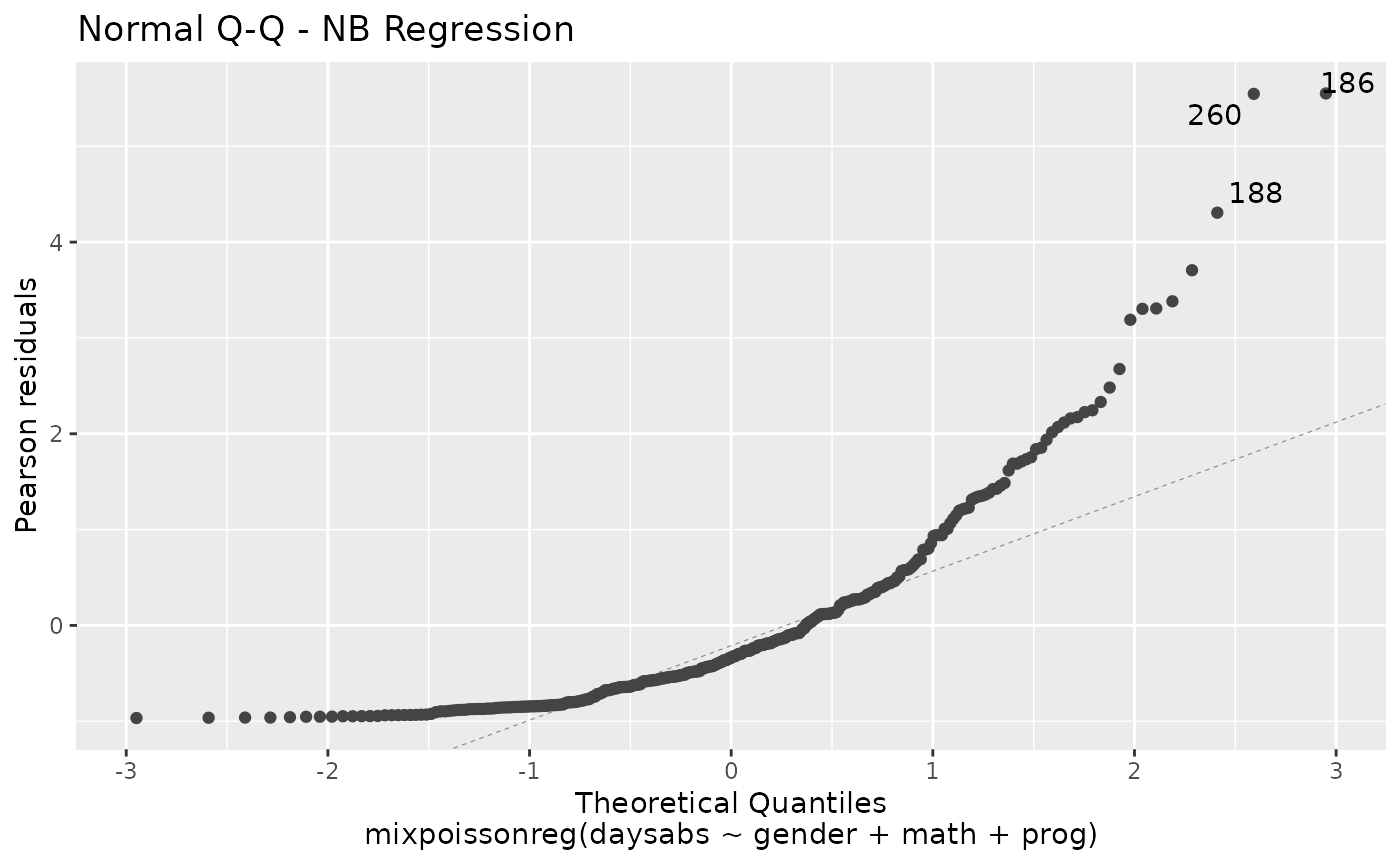 Normal Q-Q - NB Regression
186
260
188
4
2
0
Pearson residuals
-3 -2 -1 0 1 2 3
Theoretical Quantiles
mixpoissonreg(daysabs ~ gender + math + prog)